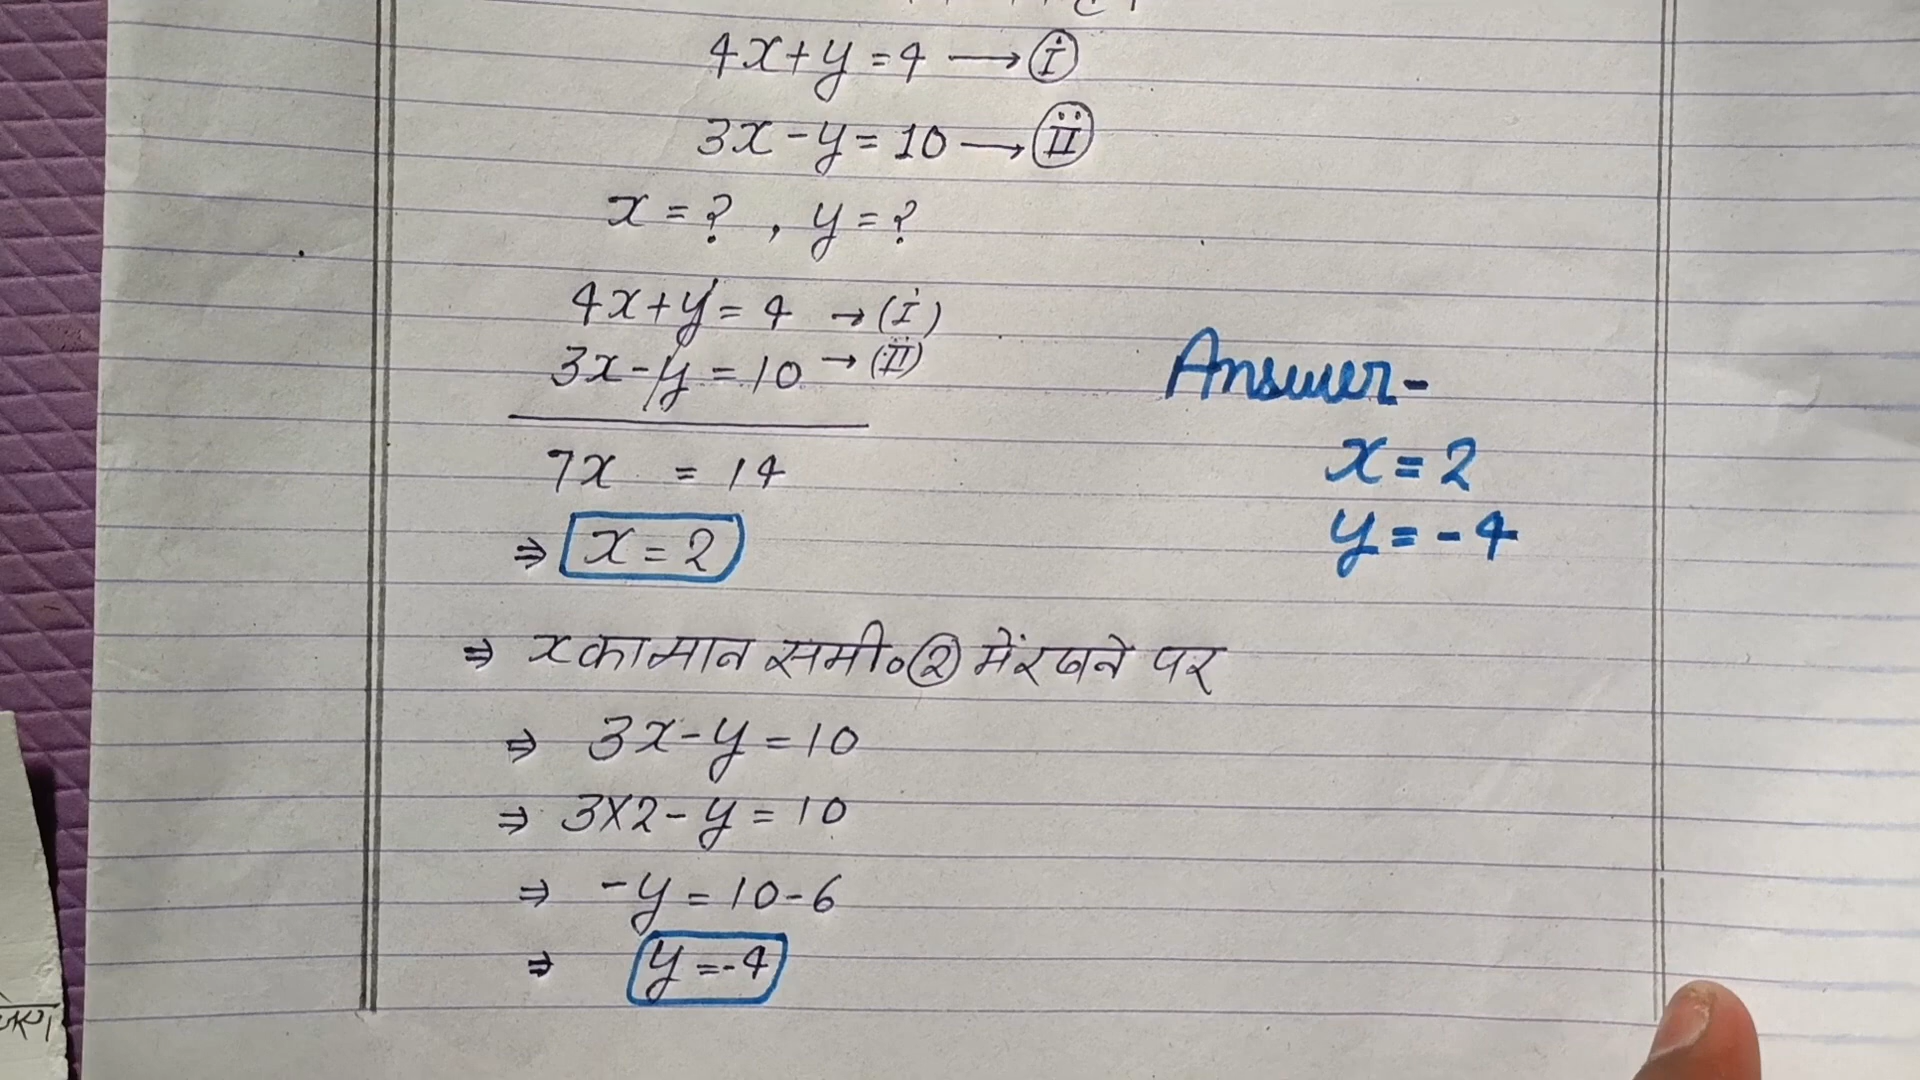 4x+y=4 → (i)
3x-y=10 → (ii)
x=?, y=?
4x+y=4 → (i)
3x-y=10 → (ii)
7x = 14
⇒ x=2
Answer-
x=2
y=-4
⇒ x का मान समी० ② में रखने पर
⇒ 3x-y=10
⇒ 3×2-y=10
⇒ -y=10-6
⇒ y=-4